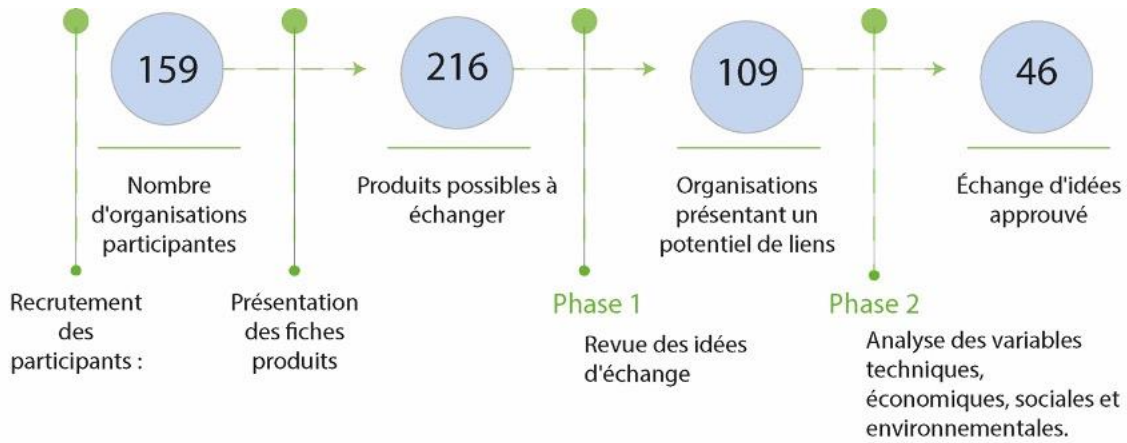 159
216
109
46
Nombre
d'organisations
participantes
Produits possibles à
échanger
Organisations
présentant un
potentiel de liens
Échange d'idées
approuvé
Recrutement
des
participants :
Présentation
des fiches
produits
Phase 1
Revue des idées
d'échange
Phase 2
Analyse des variables
techniques,
économiques, sociales et
environnementales.